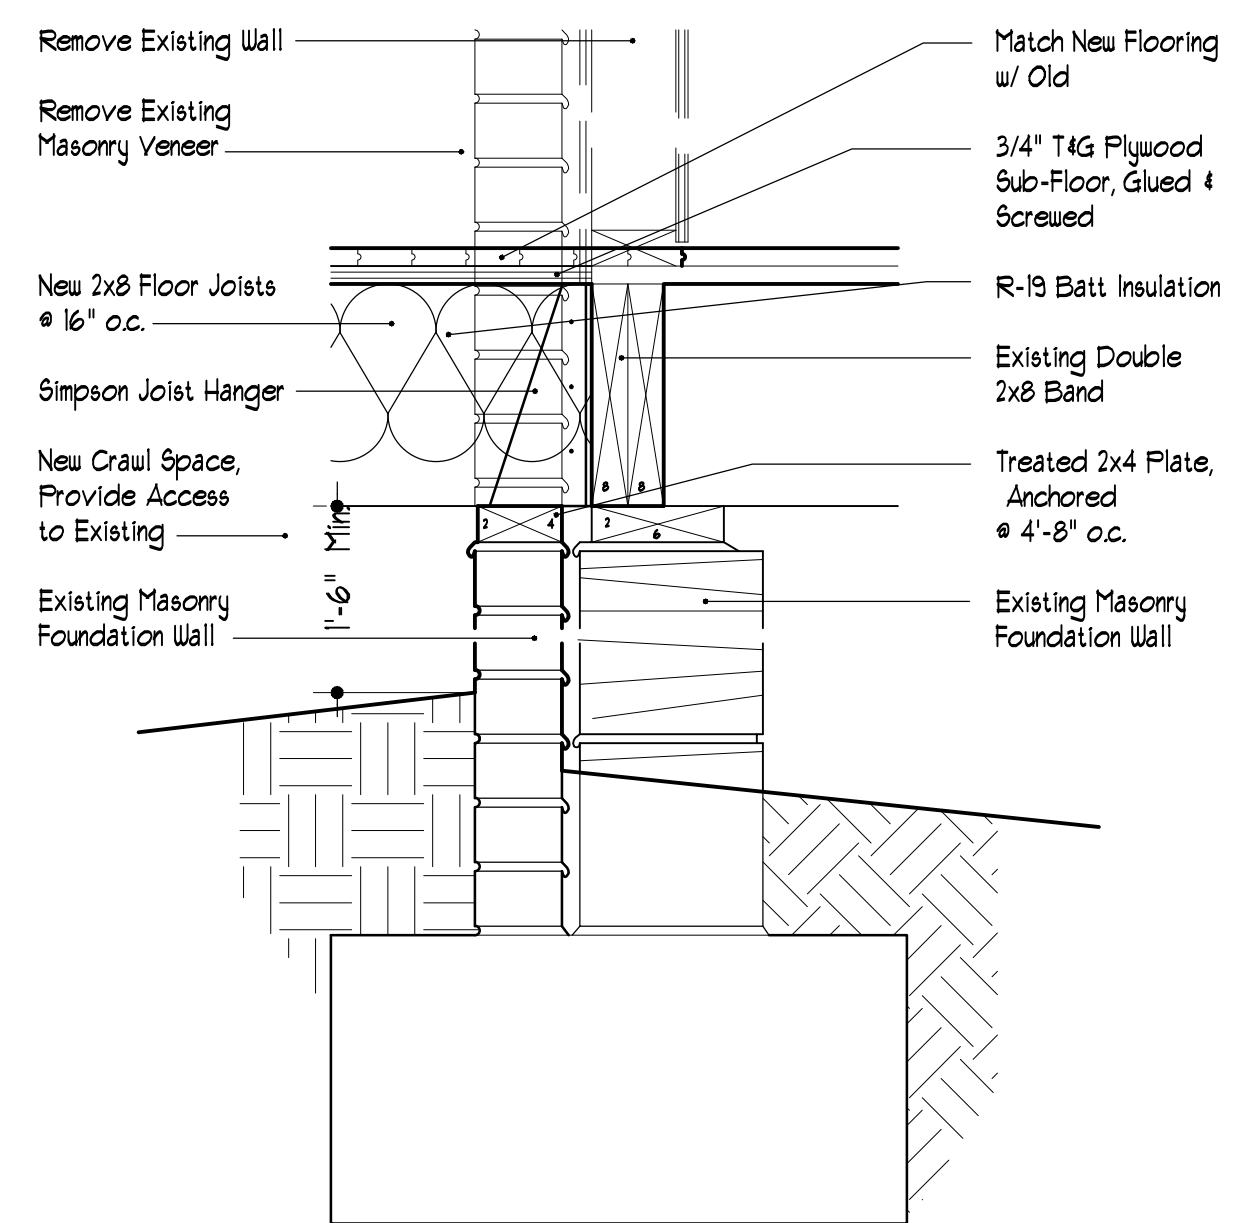 Remove Existing Wall
Remove Existing
Masonry Veneer
New 2x8 Floor Joists
@ 16" o.c.
Simpson Joist Hanger
New Crawl Space,
Provide Access
to Existing
Existing Masonry
Foundation Wall
1'-6" Min.
8 8
2 4
2
6
Match New Flooring
w/ Old
3/4" T&G Plywood
Sub-Floor, Glued &
Screwed
R-19 Batt Insulation
Existing Double
2x8 Band
Treated 2x4 Plate,
Anchored
@ 4'-8" o.c.
Existing Masonry
Foundation Wall